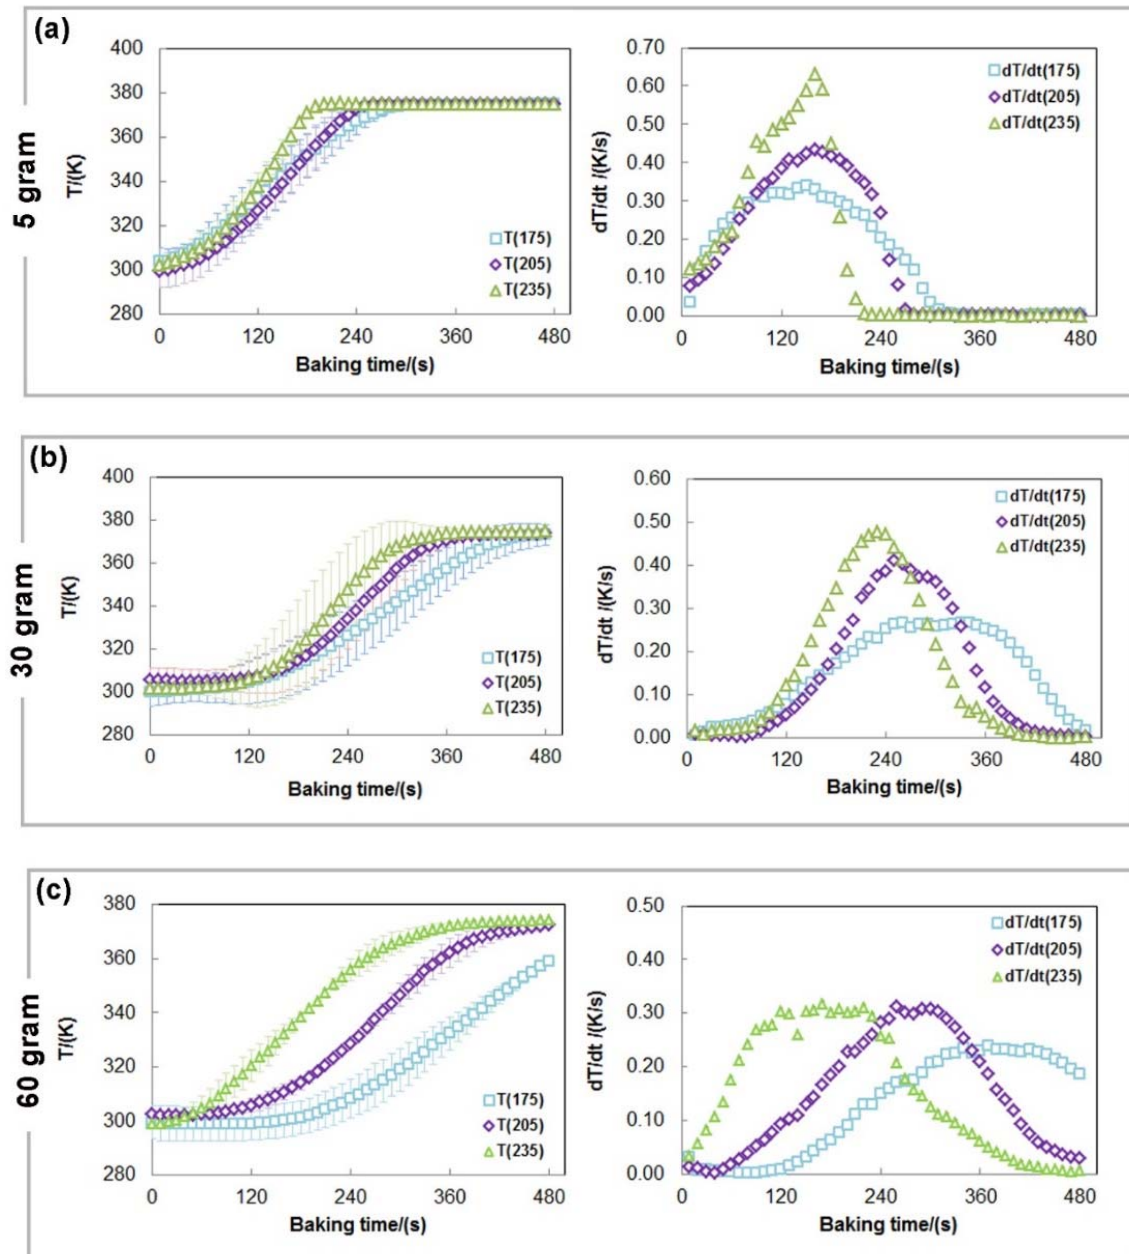 (a)
5 gram
T/(K)
400
380
360
340
320
300
280
T(175)
T(205)
T(235)
0 120 240 360 480
Baking time/(s)
dT/dt /(K/s)
0.70
0.60
0.50
0.40
0.30
0.20
0.10
0.00
dT/dt(175)
dT/dt(205)
dT/dt(235)
0 120 240 360 480
Baking time/(s)
(b)
30 gram
T/(K)
400
380
360
340
320
300
280
T(175)
T(205)
T(235)
0 120 240 360 480
Baking time/(s)
dT/dt /(K/s)
0.60
0.50
0.40
0.30
0.20
0.10
0.00
dT/dt(175)
dT/dt(205)
dT/dt(235)
0 120 240 360 480
Baking time/(s)
(c)
60 gram
T/(K)
380
360
340
320
300
280
T(175)
T(205)
T(235)
0 120 240 360 480
Baking time/(s)
dT/dt /(K/s)
0.50
0.40
0.30
0.20
0.10
0.00
dT/dt(175)
dT/dt(205)
dT/dt(235)
0 120 240 360 480
Baking time/(s)